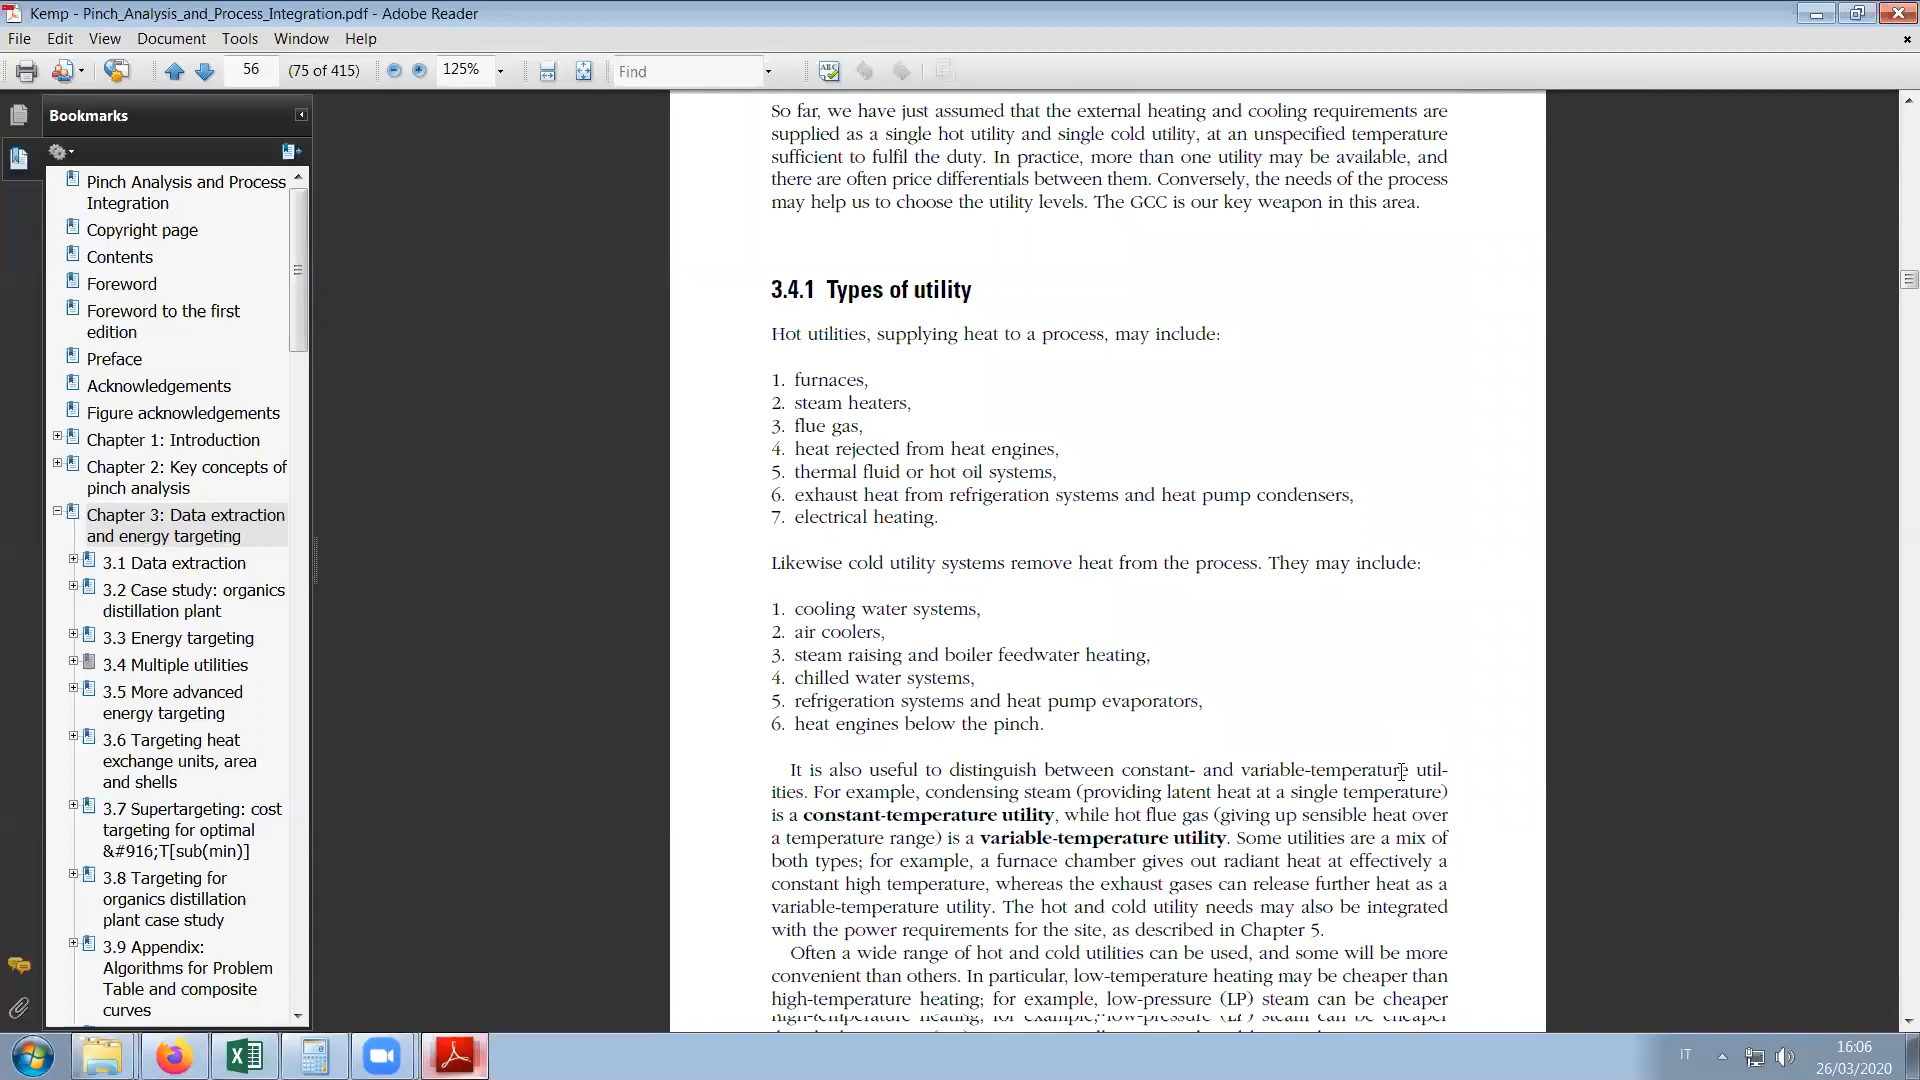 Kemp - Pinch_Analysis_and_Process_Integration.pdf - Adobe Reader
File Edit View Document Tools Window Help
56 (75 of 415) 125% Find
Bookmarks
Pinch Analysis and Process
Integration
Copyright page
Contents
Foreword
Foreword to the first
edition
Preface
Acknowledgements
Figure acknowledgements
Chapter 1: Introduction
Chapter 2: Key concepts of
pinch analysis
Chapter 3: Data extraction
and energy targeting
3.1 Data extraction
3.2 Case study: organics
distillation plant
3.3 Energy targeting
3.4 Multiple utilities
3.5 More advanced
energy targeting
3.6 Targeting heat
exchange units, area
and shells
3.7 Supertargeting: cost
targeting for optimal
&#916;T[sub(min)]
3.8 Targeting for
organics distillation
plant case study
3.9 Appendix:
Algorithms for Problem
Table and composite
curves
So far, we have just assumed that the external heating and cooling requirements are
supplied as a single hot utility and single cold utility, at an unspecified temperature
sufficient to fulfil the duty. In practice, more than one utility may be available, and
there are often price differentials between them. Conversely, the needs of the process
may help us to choose the utility levels. The GCC is our key weapon in this area.
3.4.1 Types of utility
Hot utilities, supplying heat to a process, may include:
1. furnaces,
2. steam heaters,
3. flue gas,
4. heat rejected from heat engines,
5. thermal fluid or hot oil systems,
6. exhaust heat from refrigeration systems and heat pump condensers,
7. electrical heating.
Likewise cold utility systems remove heat from the process. They may include:
1. cooling water systems,
2. air coolers,
3. steam raising and boiler feedwater heating,
4. chilled water systems,
5. refrigeration systems and heat pump evaporators,
6. heat engines below the pinch.
It is also useful to distinguish between constant- and variable-temperature util-
ities. For example, condensing steam (providing latent heat at a single temperature)
is a constant-temperature utility, while hot flue gas (giving up sensible heat over
a temperature range) is a variable-temperature utility. Some utilities are a mix of
both types; for example, a furnace chamber gives out radiant heat at effectively a
constant high temperature, whereas the exhaust gases can release further heat as a
variable-temperature utility. The hot and cold utility needs may also be integrated
with the power requirements for the site, as described in Chapter 5.
Often a wide range of hot and cold utilities can be used, and some will be more
convenient than others. In particular, low-temperature heating may be cheaper than
high-temperature heating; for example, low-pressure (LP) steam can be cheaper
high-temperature heating; for example, low-pressure (LP) steam can be cheaper
IT
16:06
26/03/2020